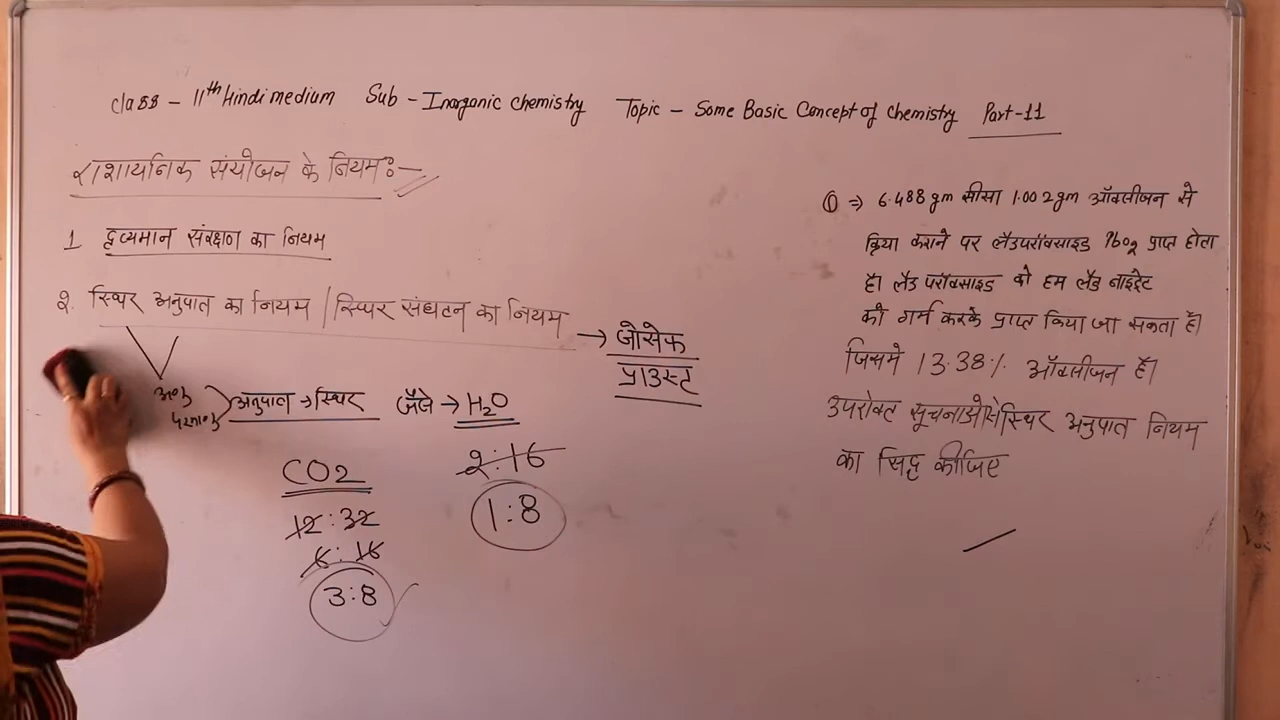 Class - 11th Hindi medium Sub - Inorganic Chemistry Topic - Some Basic Concept of Chemistry Part-11
राशायनिक संयोजन के नियम:-
1 द्रव्यमान संरक्षण का नियम
2. स्थिर अनुपात का नियम / स्थिर संघटन का नियम → जोसेफ प्राउस्ट
अणु
परमाणु
अनुपात → स्थिर जैसे → H2O
2:16
1:8
CO2
12:32
6:16
3:8
① ⇒ 6.488 gm सीसा 1.002 gm ऑक्सीजन से
क्रिया कराने पर लैडपरॉक्साइड PbO2 प्राप्त होता
है। लैड परॉक्साइड को हम लैड नाइट्रेट
को गर्म करके प्राप्त किया जा सकता है।
जिसमे 13.38% ऑक्सीजन है।
उपरोक्त सूचनाओ से स्थिर अनुपात नियम
का सिद्ध कीजिए